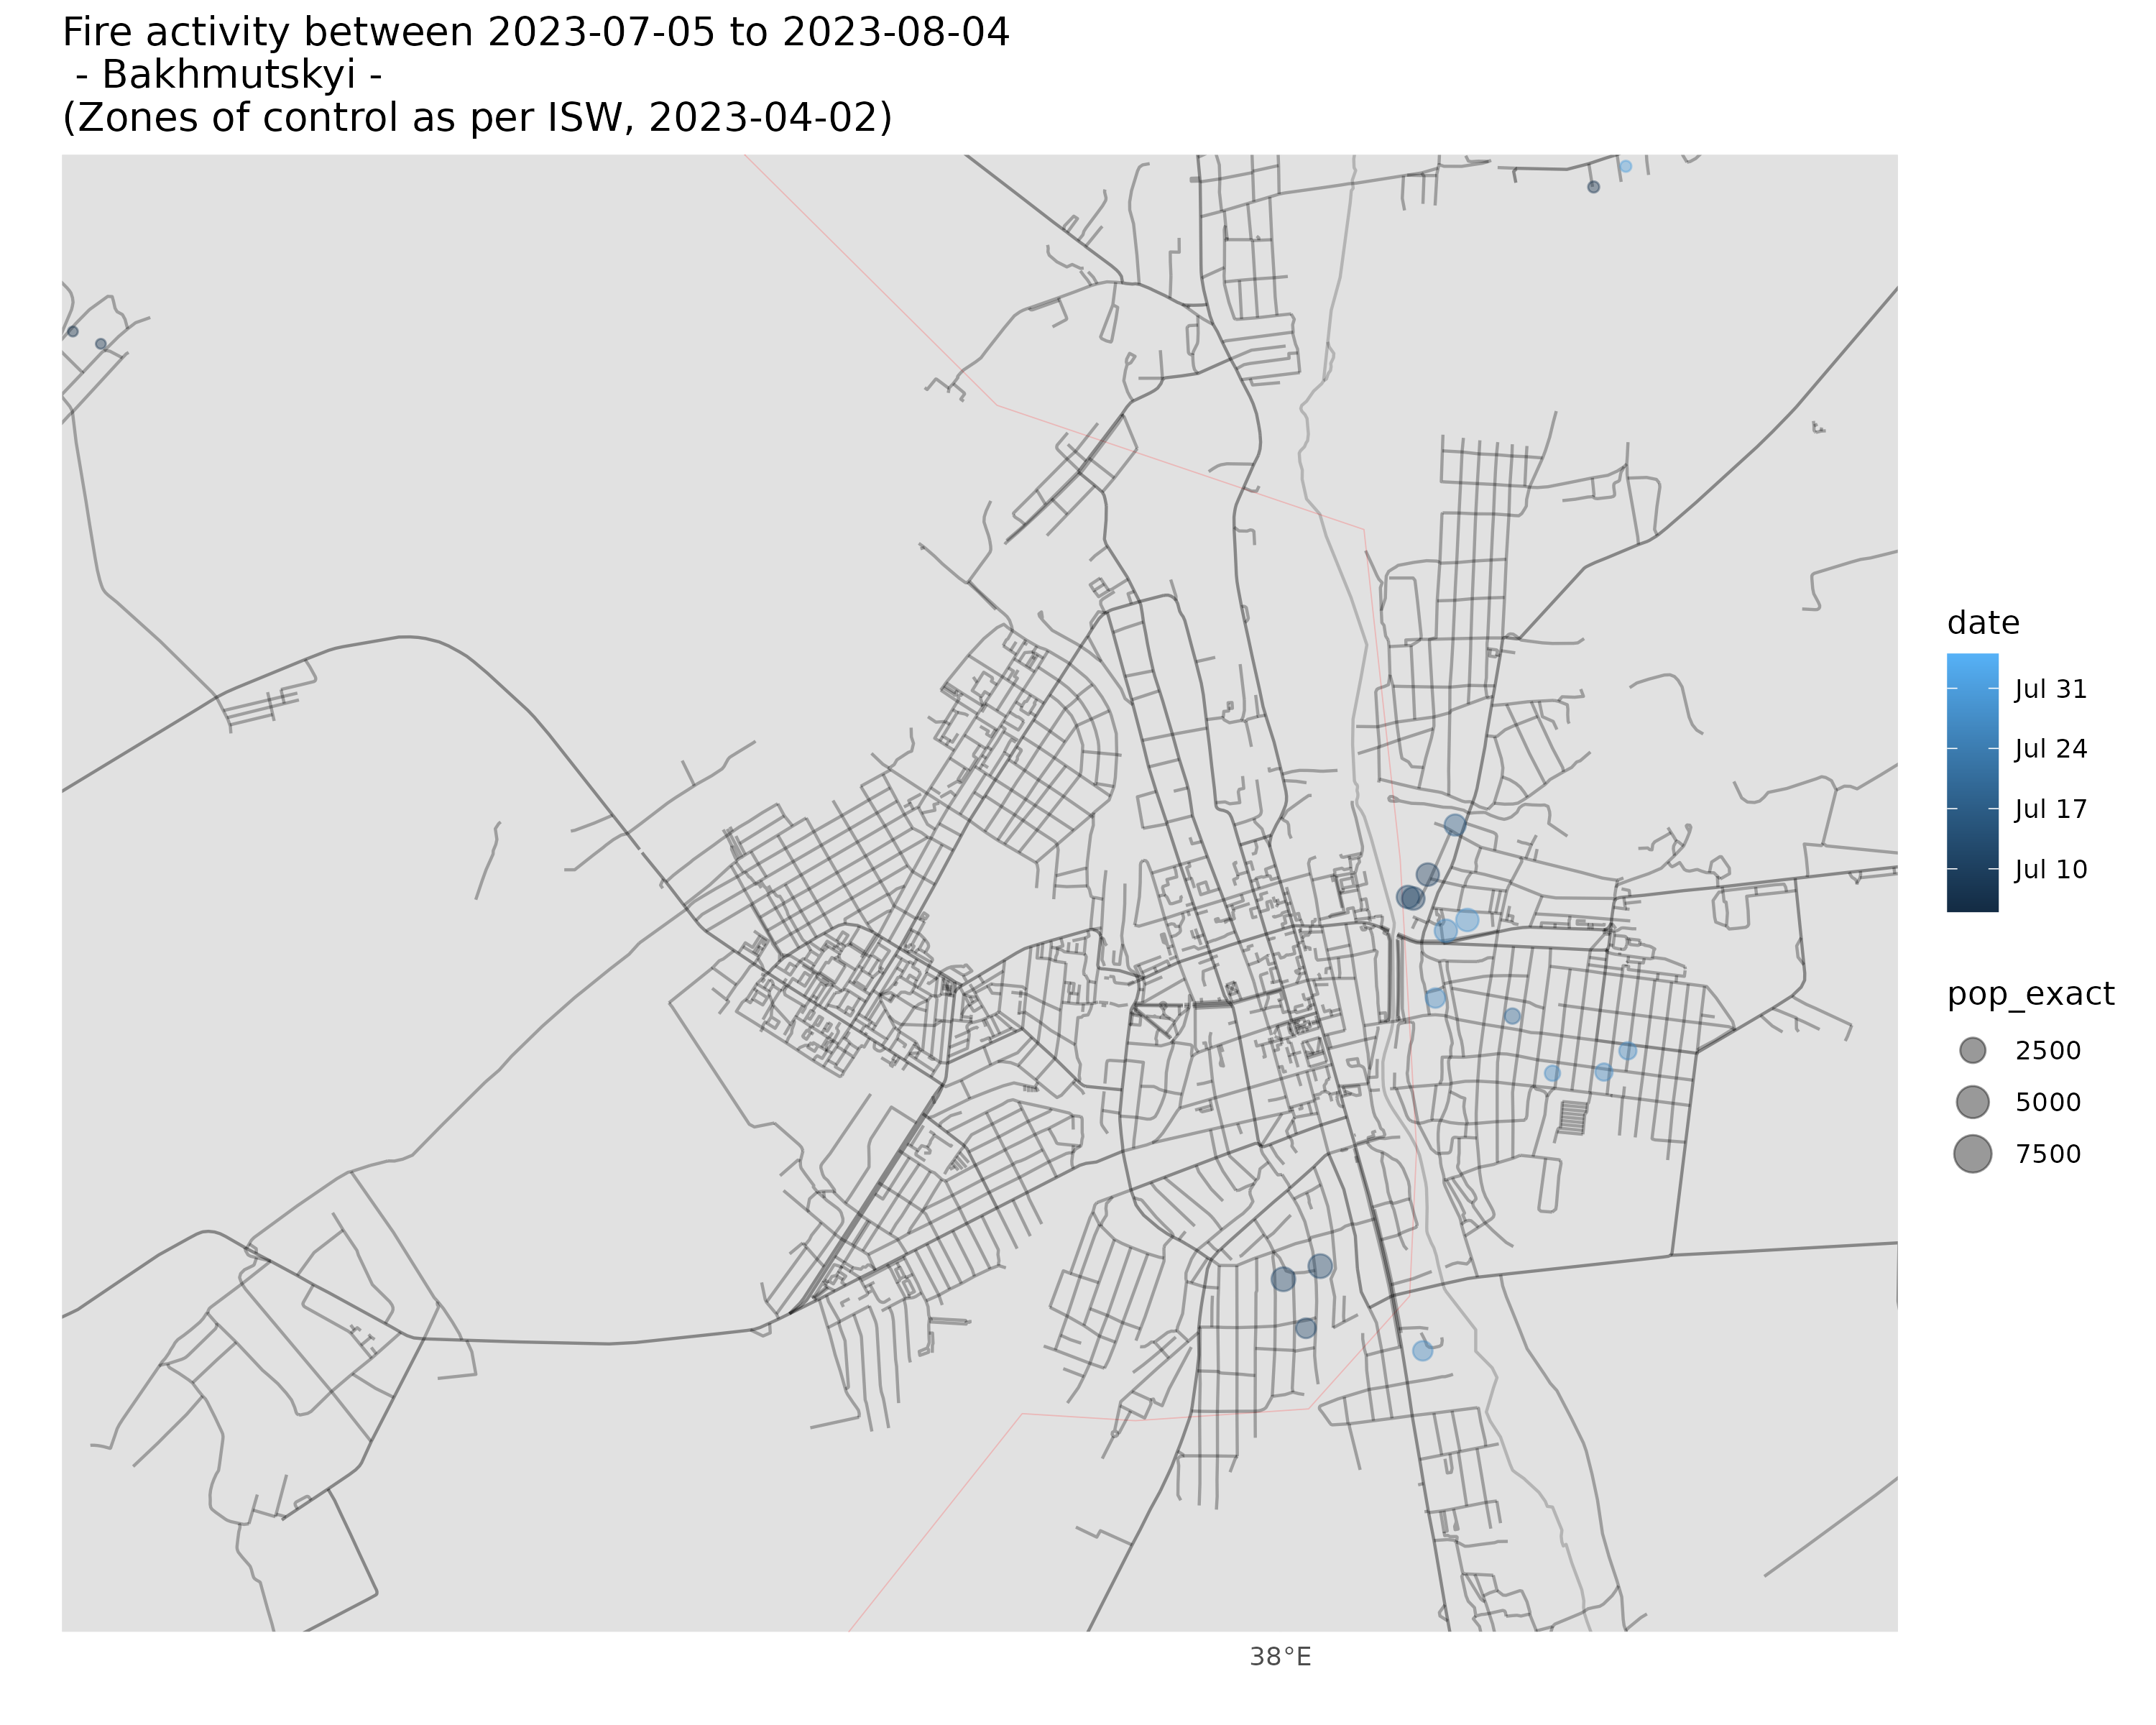 Fire activity between 2023-07-05 to 2023-08-04
- Bakhmutskyi -
(Zones of control as per ISW, 2023-04-02)
date
Jul 31
Jul 24
Jul 17
Jul 10
pop_exact
2500
5000
7500
38°E